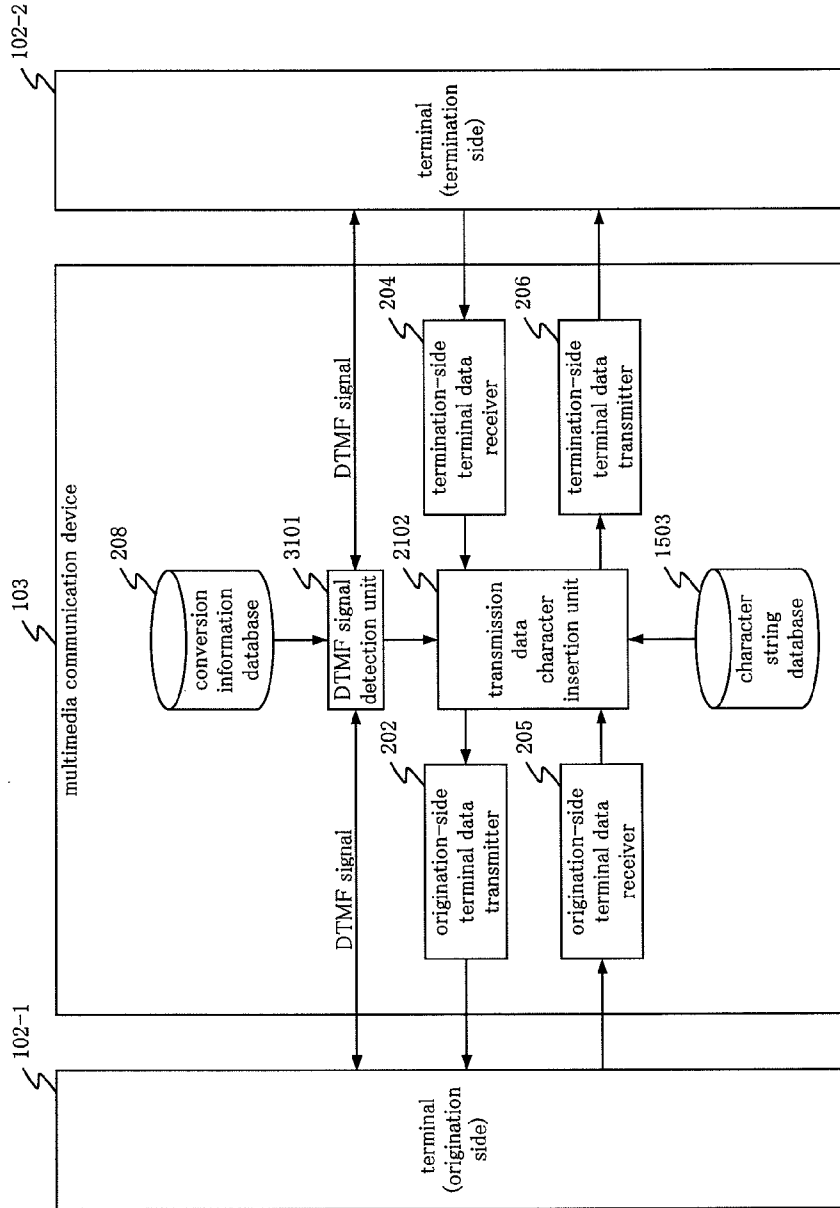 102-1
103
102-2
multimedia communication device
terminal
(origination
side)
terminal
(termination
side)
208
conversion
information
database
3101
DTMF signal
detection unit
DTMF signal
DTMF signal
202
origination-side
terminal data
transmitter
2102
transmission
data
character
insertion unit
204
termination-side
terminal data
receiver
205
origination-side
terminal data
receiver
206
termination-side
terminal data
transmitter
1503
character
string
database